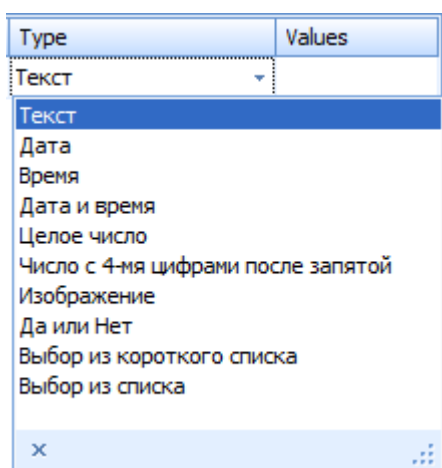 Type Values
Текст
Текст
Дата
Время
Дата и время
Целое число
Число с 4-мя цифрами после запятой
Изображение
Да или Нет
Выбор из короткого списка
Выбор из списка